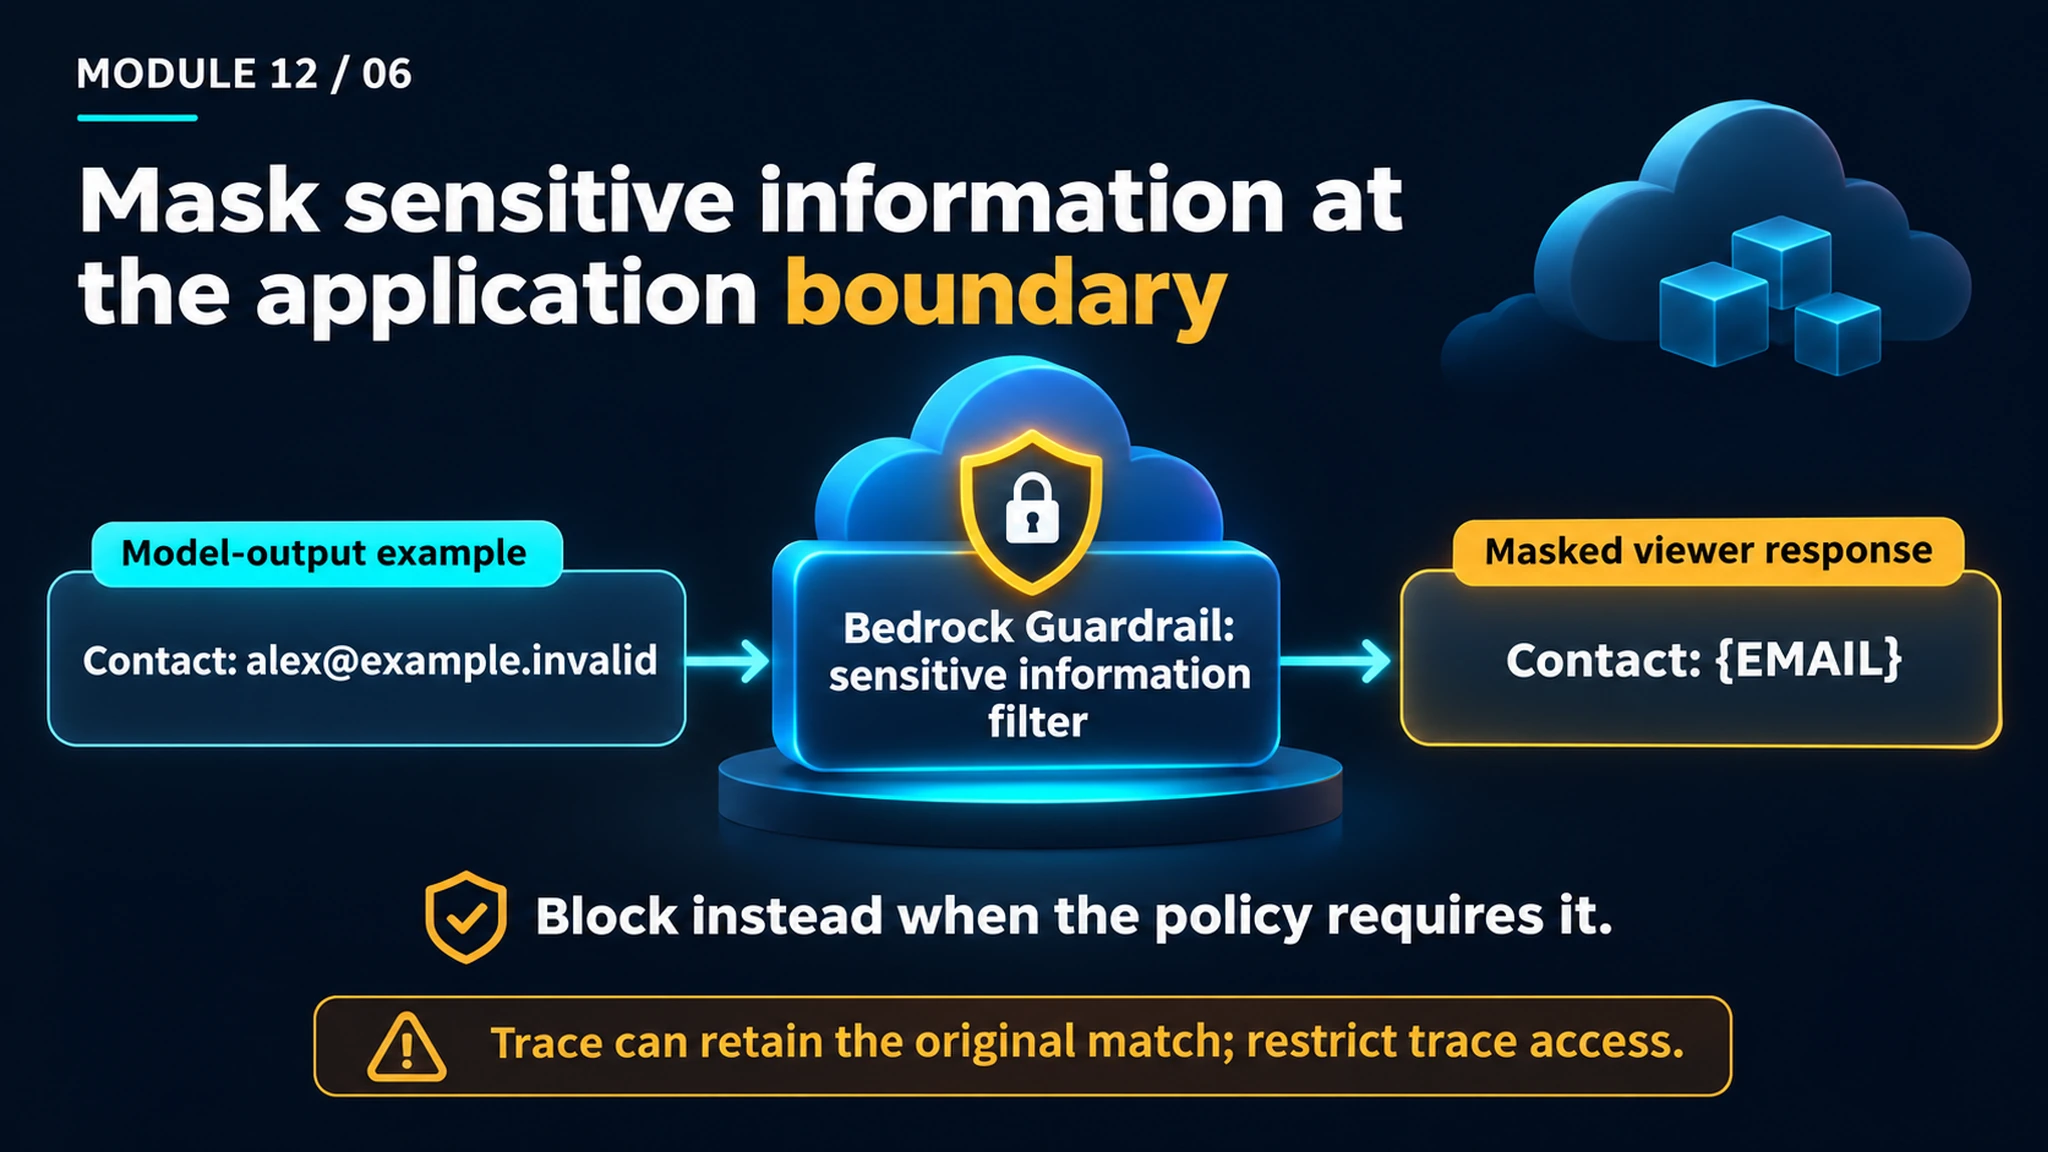 MODULE 12 / 06
Mask sensitive information at
the application boundary
Model-output example
Contact: alex@example.invalid
Bedrock Guardrail:
sensitive information
filter
Masked viewer response
Contact: {EMAIL}
Block instead when the policy requires it.
Trace can retain the original match; restrict trace access.